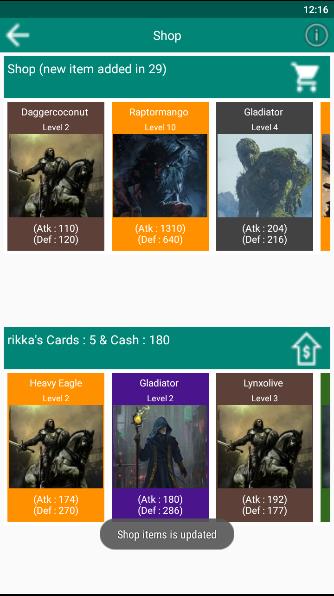 12:16
Shop
Shop (new item added in 29)
Daggercoconut
Level 2
(Atk : 110)
(Def : 120)
Raptormango
Level 10
(Atk : 1310)
(Def : 640)
Gladiator
Level 4
(Atk : 204)
(Def : 216)
rikka's Cards : 5 & Cash : 180
Heavy Eagle
Level 2
(Atk : 174)
(Def : 270)
Gladiator
Level 2
(Atk : 180)
(Def : 286)
Lynxolive
Level 3
(Atk : 192)
(Def : 177)
Shop items is updated